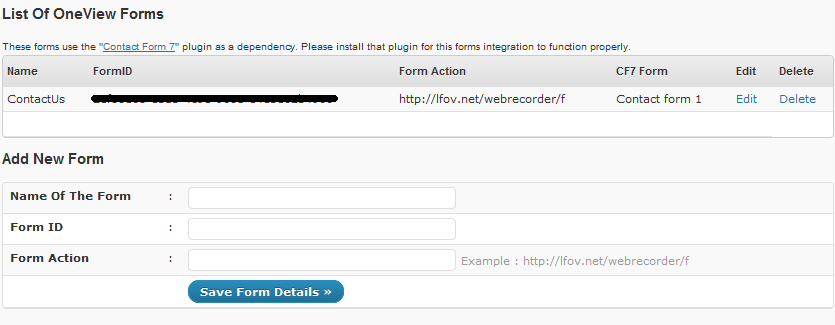 List Of OneView Forms
These forms use the "Contact Form 7" plugin as a dependency. Please install that plugin for this forms integration to function properly.
Name FormID Form Action CF7 Form Edit Delete
ContactUs http://lfov.net/webrecorder/f Contact form 1 Edit Delete
Add New Form
Name Of The Form :
Form ID :
Form Action : Example : http://lfov.net/webrecorder/f
Save Form Details »